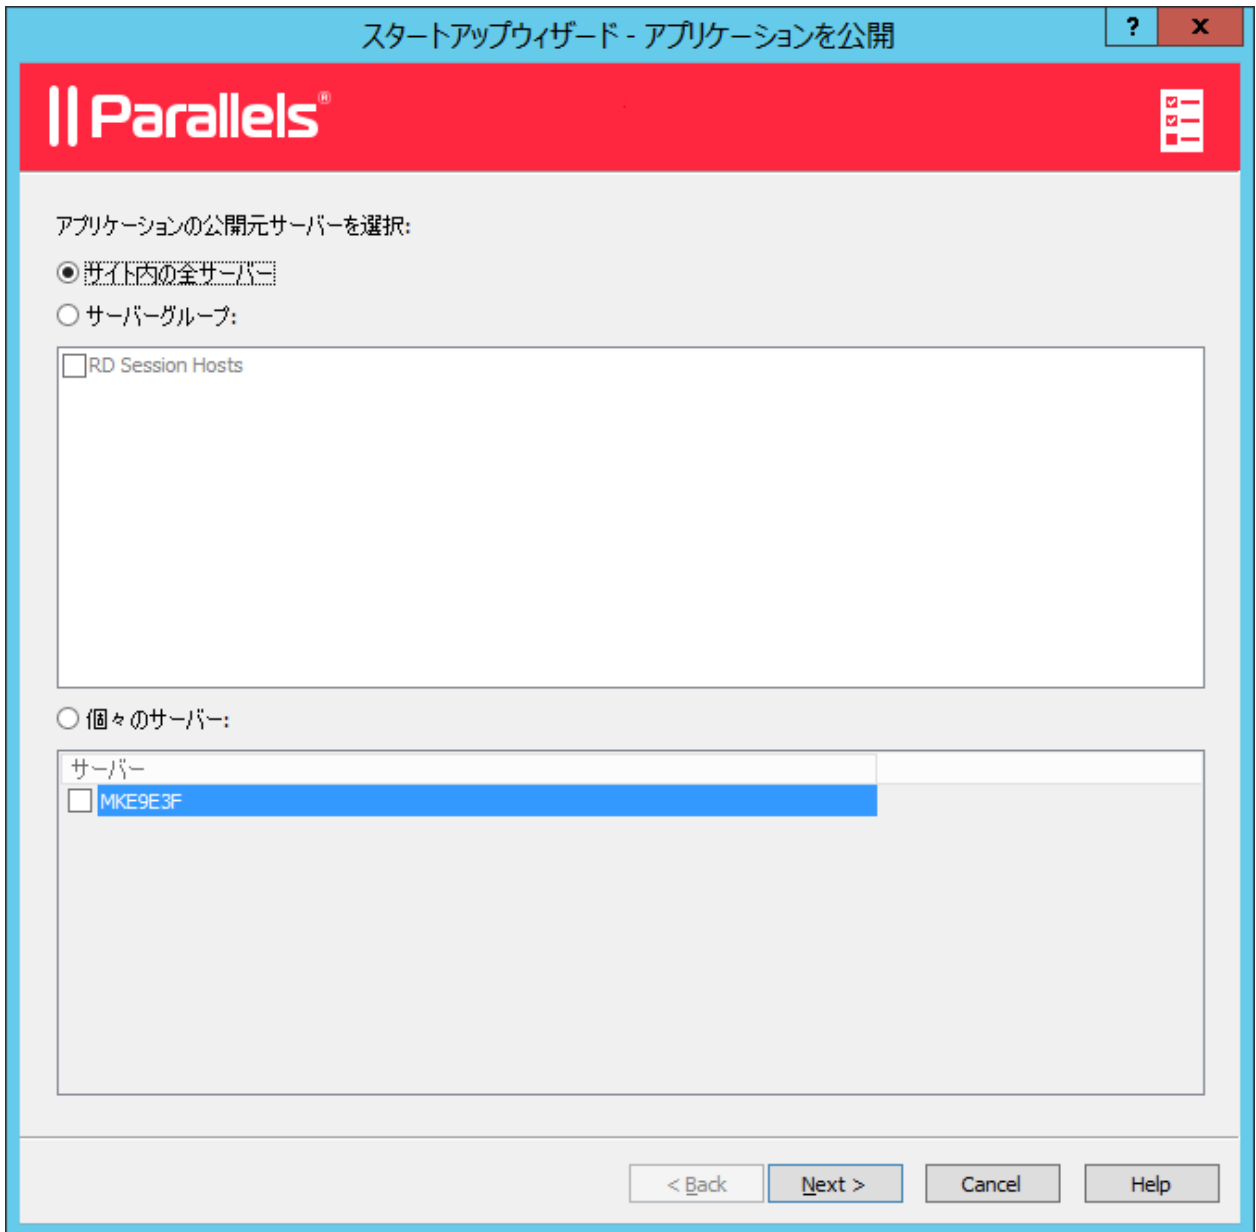 スタートアップウィザード - アプリケーションを公開
?
x
Parallels®
アプリケーションの公開元サーバーを選択:
サイト内の全サーバー
サーバーグループ:
RD Session Hosts
個々のサーバー:
サーバー
MKE9E3F
< Back Next > Cancel Help